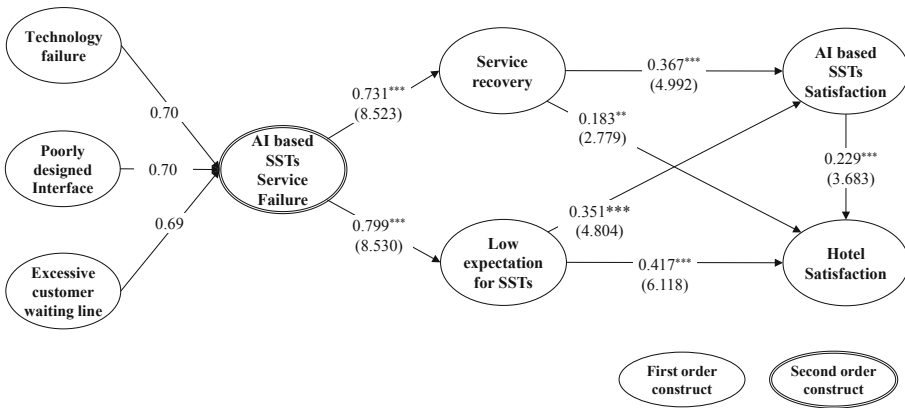 Technology
failure
0.70
Poorly
designed
Interface
0.70
Excessive
customer
waiting line
0.69
AI based
SSTs
Service
Failure
0.731***
(8.523)
0.799***
(8.530)
Service
recovery
Low
expectation
for SSTs
0.367***
(4.992)
0.183**
(2.779)
0.351***
(4.804)
0.417***
(6.118)
AI based
SSTs
Satisfaction
0.229***
(3.683)
Hotel
Satisfaction
First order
construct
Second order
construct